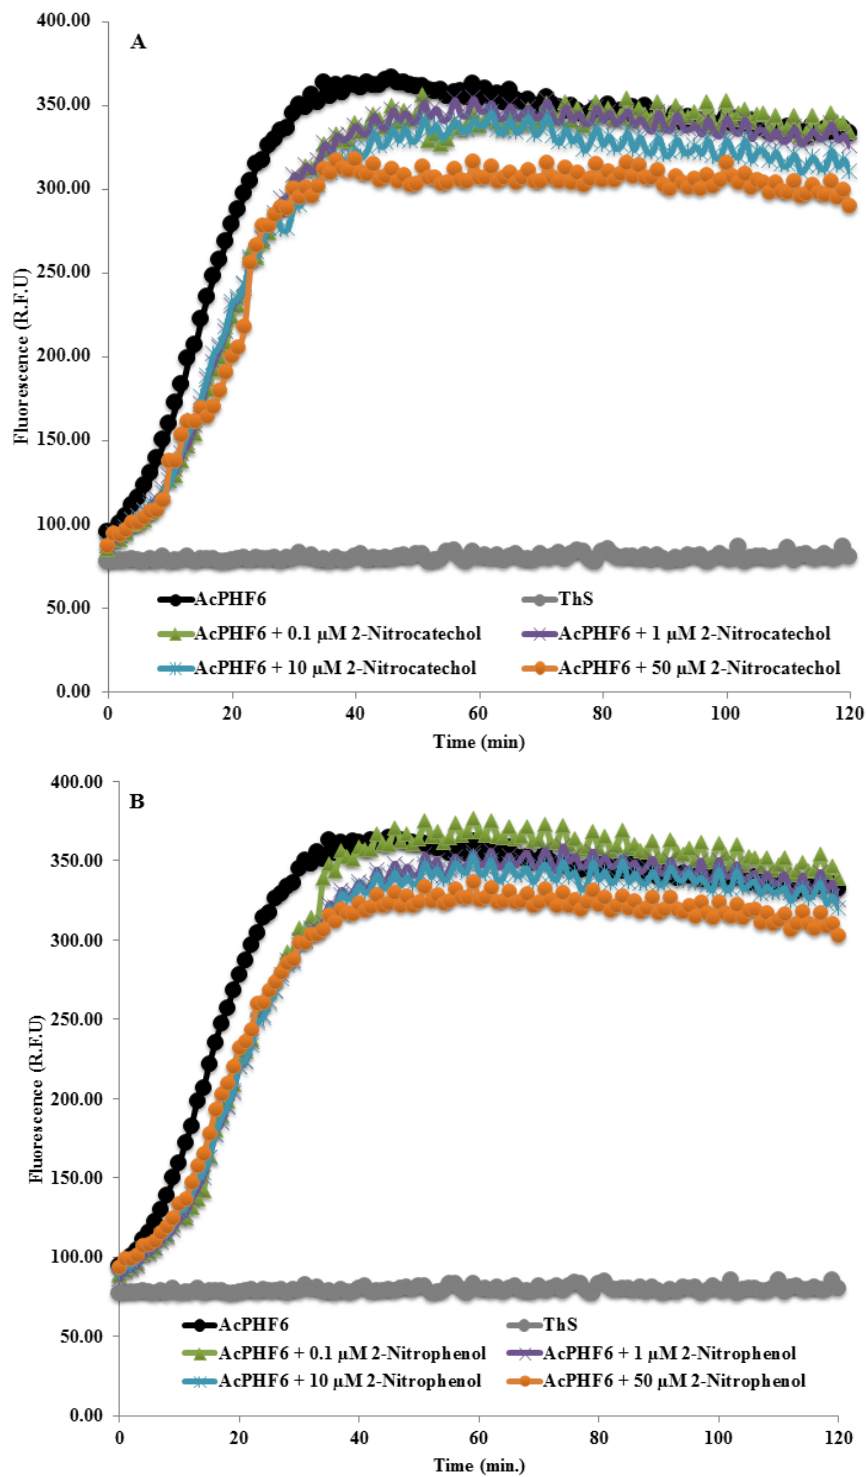 A
400.00
350.00
300.00
250.00
200.00
150.00
100.00
50.00
0.00
Fluorescence (R.F.U)
AcPHF6 ThS
AcPHF6 + 0.1 µM 2-Nitrocatechol AcPHF6 + 1 µM 2-Nitrocatechol
AcPHF6 + 10 µM 2-Nitrocatechol AcPHF6 + 50 µM 2-Nitrocatechol
0 20 40 60 80 100 120
Time (min)
B
400.00
350.00
300.00
250.00
200.00
150.00
100.00
50.00
0.00
Fluorescence (R.F.U)
AcPHF6 ThS
AcPHF6 + 0.1 µM 2-Nitrophenol AcPHF6 + 1 µM 2-Nitrophenol
AcPHF6 + 10 µM 2-Nitrophenol AcPHF6 + 50 µM 2-Nitrophenol
0 20 40 60 80 100 120
Time (min.)